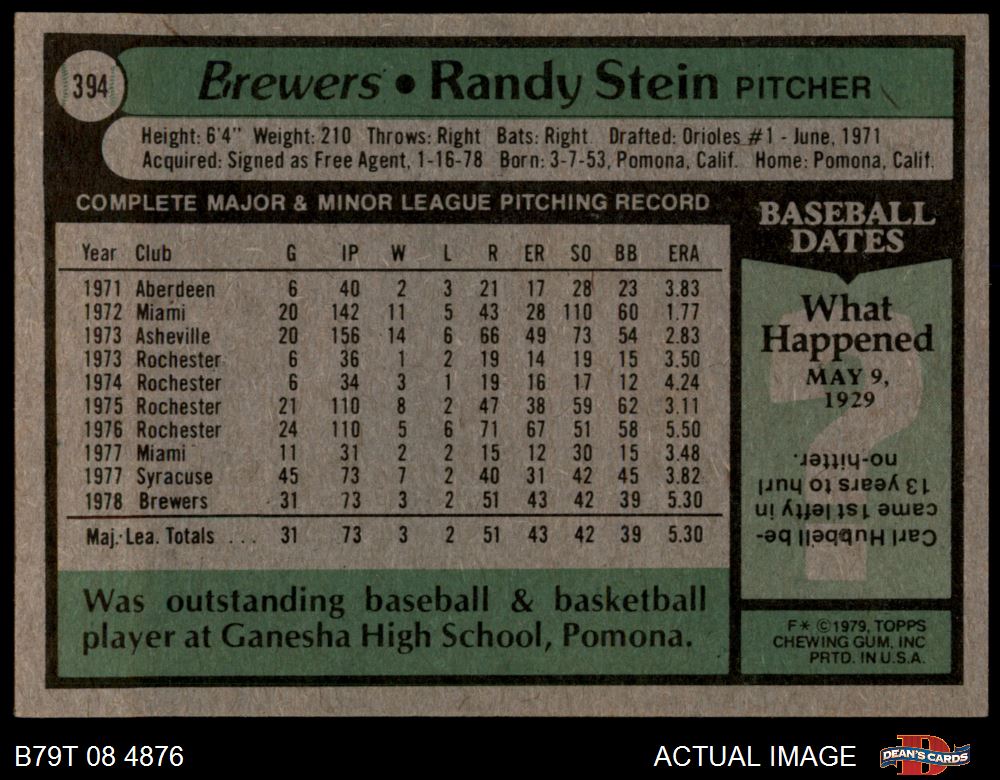 394
Brewers • Randy Stein PITCHER
Height: 6'4" Weight: 210 Throws: Right Bats: Right Drafted: Orioles #1 - June, 1971
Acquired: Signed as Free Agent, 1-16-78 Born: 3-7-53, Pomona, Calif. Home: Pomona, Calif.
COMPLETE MAJOR & MINOR LEAGUE PITCHING RECORD
Year Club G IP W L R ER SO BB ERA
1971 Aberdeen 6 40 2 3 21 17 28 23 3.83
1972 Miami 20 142 11 5 43 28 110 60 1.77
1973 Asheville 20 156 14 6 66 49 73 54 2.83
1973 Rochester 6 36 1 2 19 14 19 15 3.50
1974 Rochester 6 34 3 1 19 16 17 12 4.24
1975 Rochester 21 110 8 2 47 38 59 62 3.11
1976 Rochester 24 110 5 6 71 67 51 58 5.50
1977 Miami 11 31 2 2 15 12 30 15 3.48
1977 Syracuse 45 73 7 2 40 31 42 45 3.82
1978 Brewers 31 73 3 2 51 43 42 39 5.30
Maj. Lea. Totals ... 31 73 3 2 51 43 42 39 5.30
Was outstanding baseball & basketball
player at Ganesha High School, Pomona.
BASEBALL
DATES
What
Happened
MAY 9,
1929
?
Carl Hubbell be-
came 1st lefty in
13 years to hurl
no-hitter.
F* ©1979, TOPPS
CHEWING GUM, INC
PRTD. IN U.S.A.
B79T 08 4876
ACTUAL IMAGE
D
DEAN'S CARDS